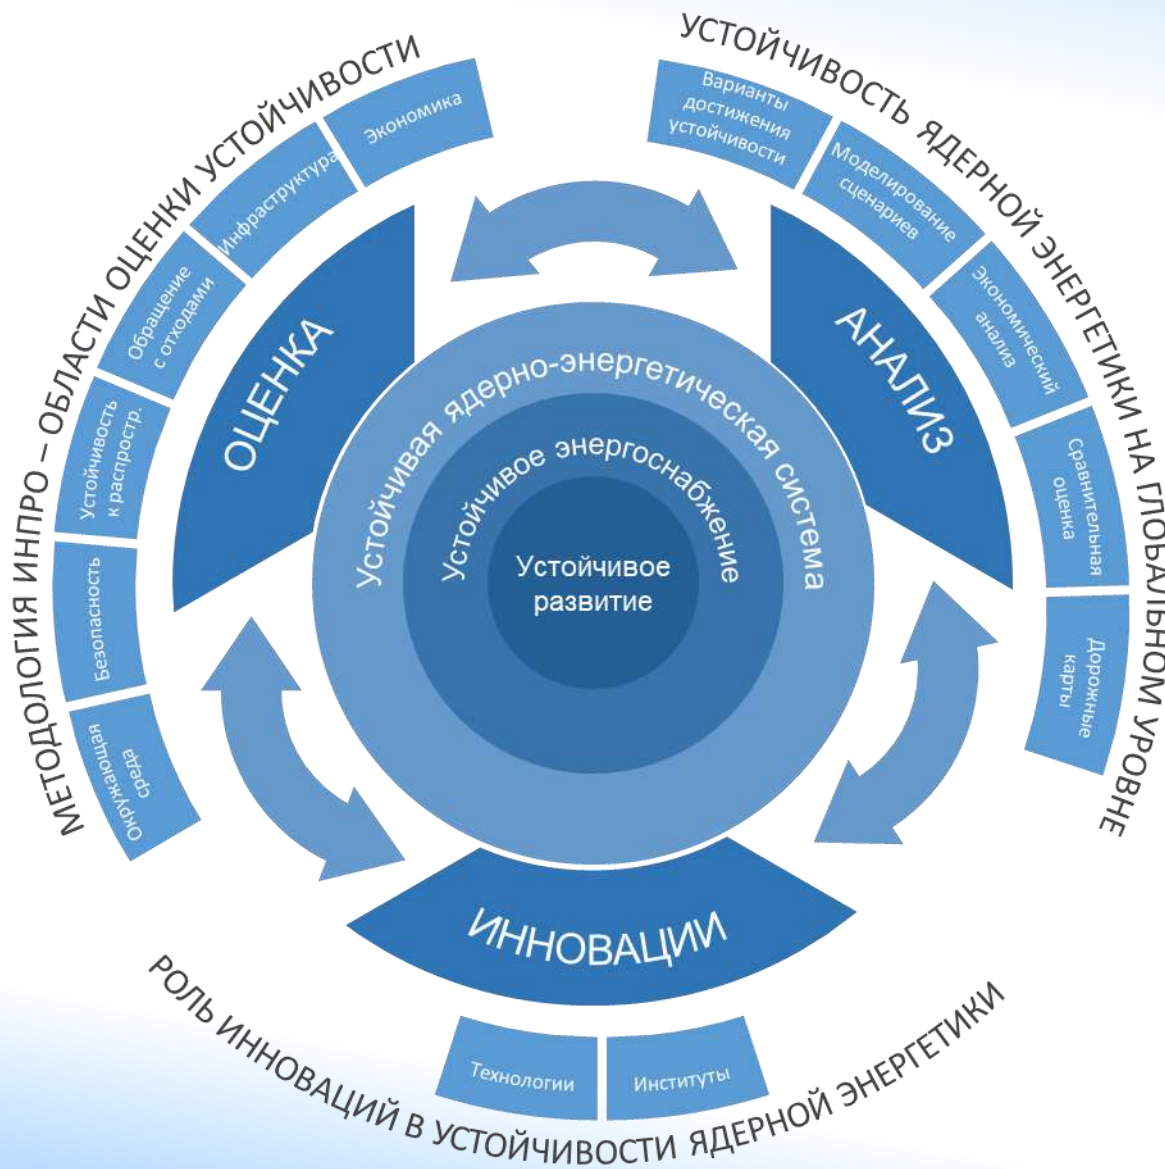 МЕТОДОЛОГИЯ ИНПРО – ОБЛАСТИ ОЦЕНКИ УСТОЙЧИВОСТИ
Экономика
Инфраструктура
Обращение
с отходами
Устойчивость
к распростр.
Безопасность
Окружающая
среда
ОЦЕНКА
УСТОЙЧИВОСТЬ ЯДЕРНОЙ ЭНЕРГЕТИКИ НА ГЛОБАЛЬНОМ УРОВНЕ
Варианты
достижения
устойчивости
Моделирование
сценариев
Экономический
анализ
Сравнительная
оценка
Дорожные
карты
АНАЛИЗ
Устойчивая ядерно-энергетическая система
Устойчивое энергоснабжение
Устойчивое
развитие
ИННОВАЦИИ
Технологии
Институты
РОЛЬ ИННОВАЦИЙ В УСТОЙЧИВОСТИ ЯДЕРНОЙ ЭНЕРГЕТИКИ